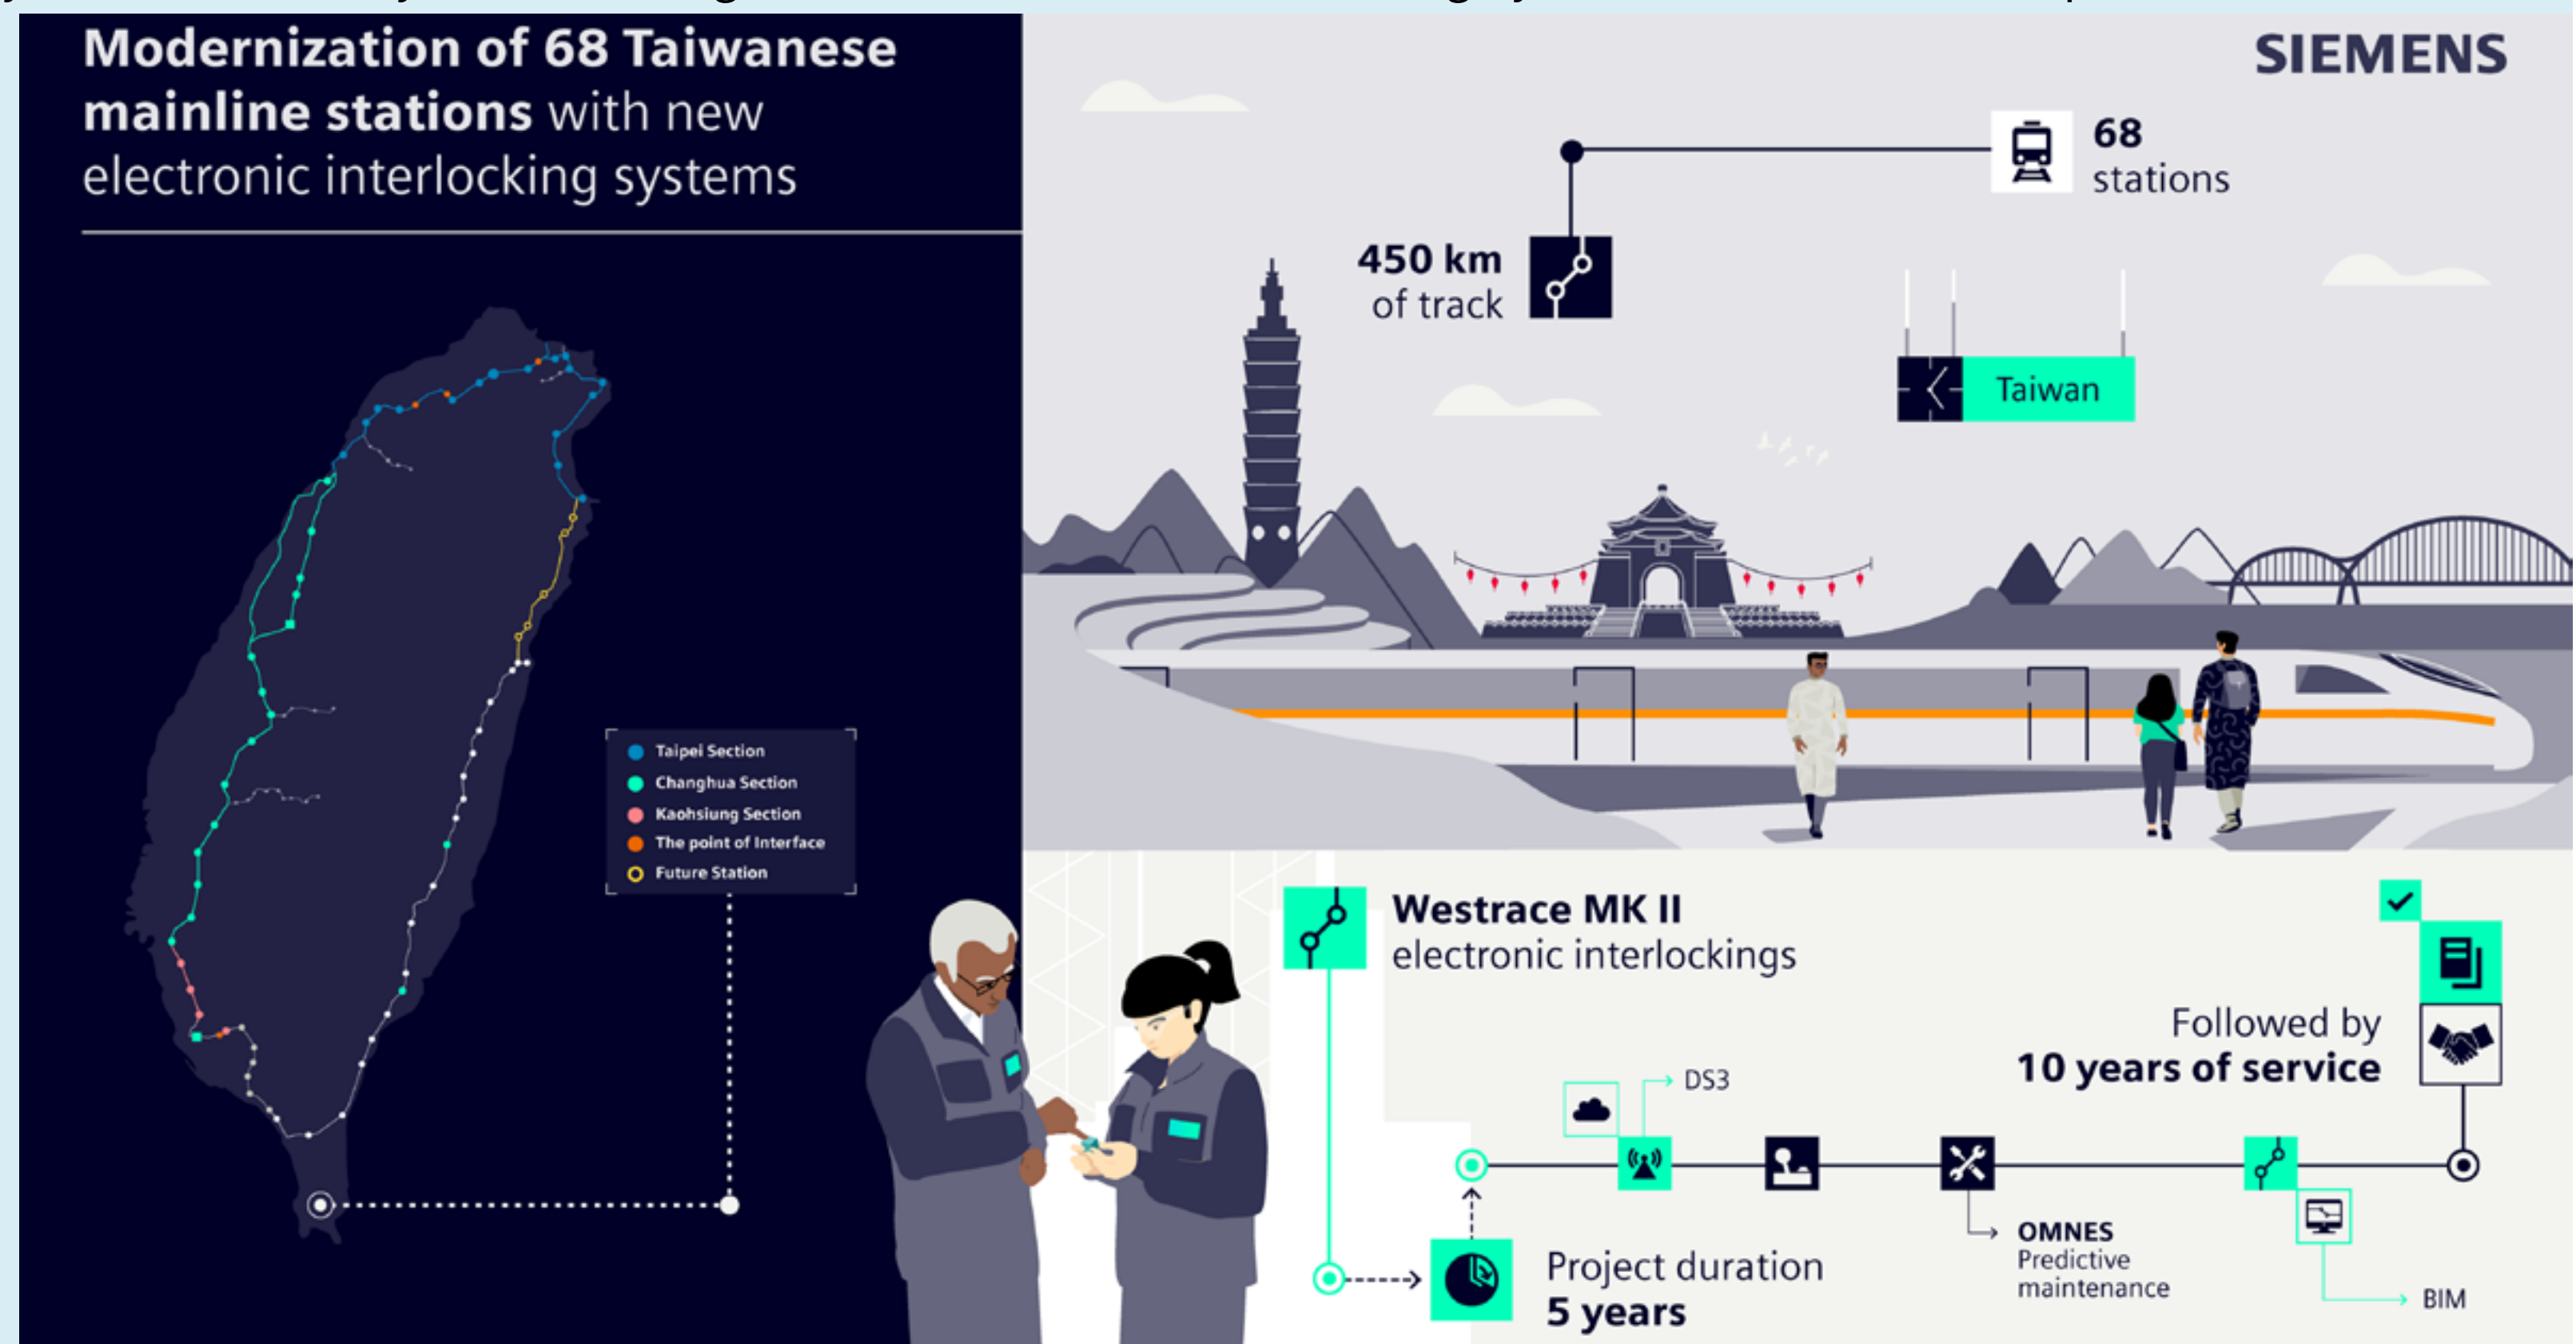 Modernization of 68 Taiwanese
mainline stations with new
electronic interlocking systems
Taipei Section
Changhua Section
Kaohsiung Section
The point of Interface
Future Station
SIEMENS
68
stations
450 km
of track
Taiwan
Westrace MK II
electronic interlockings
Project duration
5 years
DS3
OMNES
Predictive
maintenance
BIM
Followed by
10 years of service